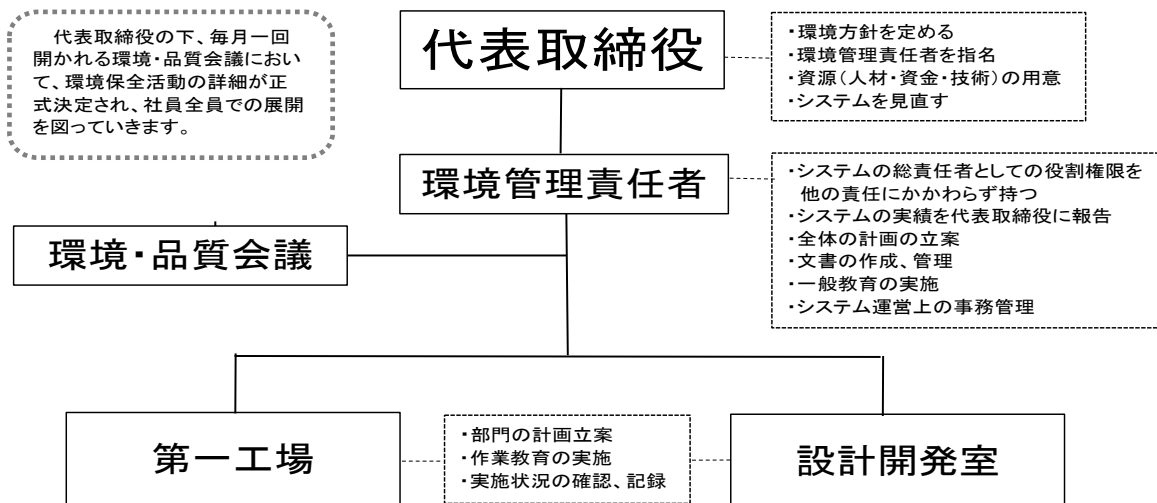 代表取締役の下、毎月一回
開かれる環境・品質会議におい
て、環境保全活動の詳細が正
式決定され、社員全員での展開
を図っていきます。
代表取締役
・環境方針を定める
・環境管理責任者を指名
・資源(人材・資金・技術)の用意
・システムを見直す
環境管理責任者
・システムの総責任者としての役割権限を
他の責任にかかわらず持つ
・システムの実績を代表取締役に報告
・全体の計画の立案
・文書の作成、管理
・一般教育の実施
・システム運営上の事務管理
環境・品質会議
第一工場
・部門の計画立案
・作業教育の実施
・実施状況の確認、記録
設計開発室